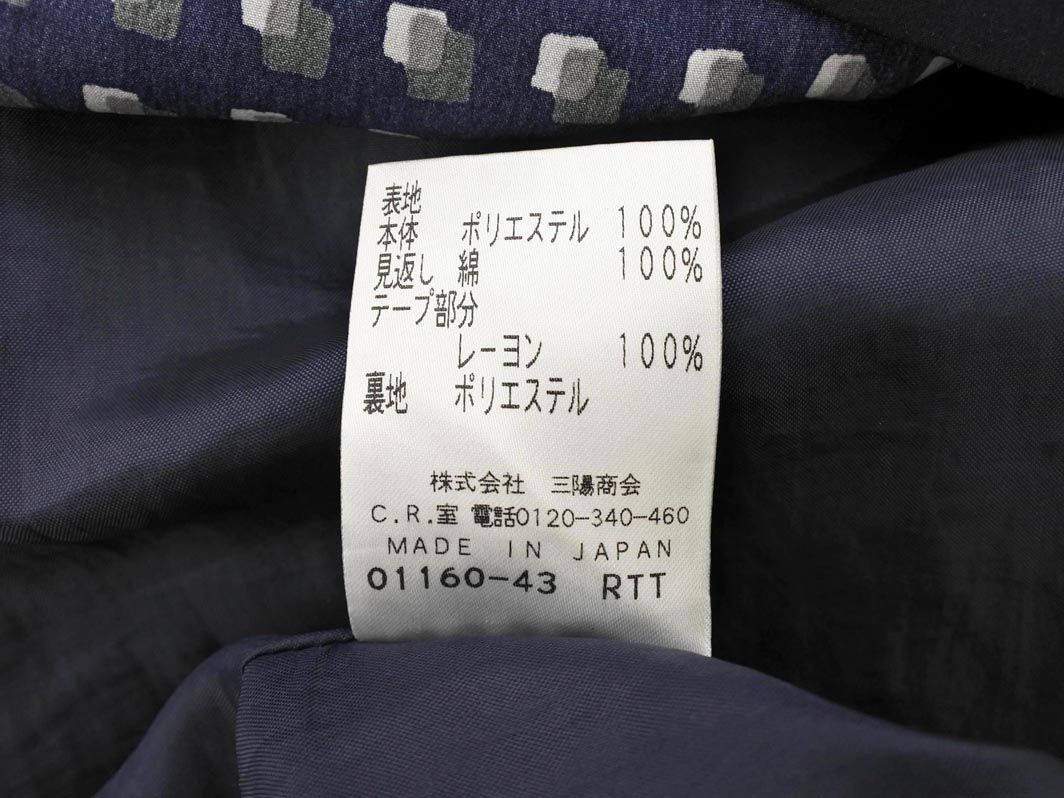 表地
本体 ポリエステル 100%
見返し 綿 100%
テープ部分
レーヨン 100%
裏地 ポリエステル
株式会社 三陽商会
C.R.室 電話0120-340-460
MADE IN JAPAN
01160-43 RTT